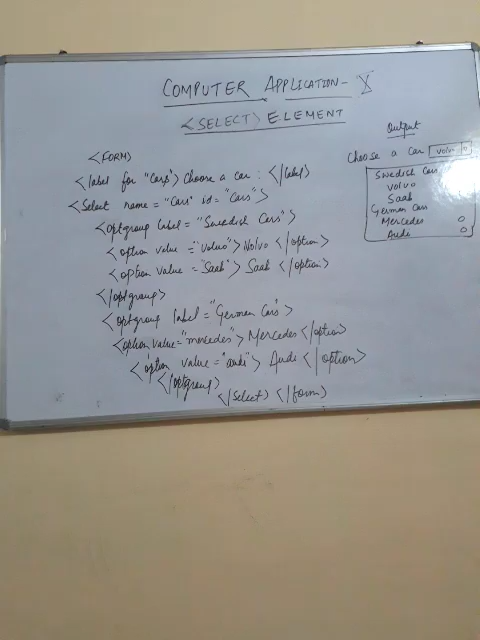 COMPUTER APPLICATION - X
<SELECT> ELEMENT
<FORM>
<label for "Cars"> Choose a car : </label>
<Select name = "Cars" id = "Cars">
<optgroup label = "Swedish Cars">
<option value = "volvo"> Volvo </option>
<option value = "Saab"> Saab </option>
</optgroup>
<optgroup label = "German Cars">
<option value = "mercedes"> Mercedes </option>
<option value = "audi"> Audi </option>
</optgroup>
</select> </form>
Output
Choose a car volvo
Swedish Cars
Volvo
Saab
German Cars
Mercedes
Audi